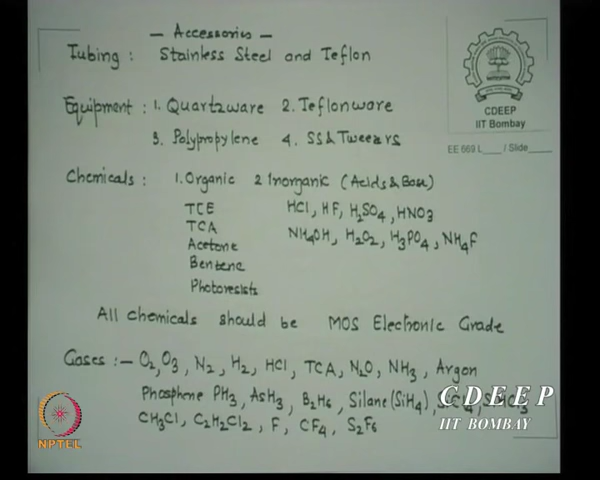 - Accessories -
Tubing : Stainless Steel and Teflon
CDEEP
IIT Bombay
EE 669 L___/ Slide___
Equipment : 1. Quartzware 2. Teflonware
3. Polypropylene 4. SS& Tweezers
Chemicals : 1. Organic 2 Inorganic (Acids & Base)
TCE HCl, HF, H2SO4, HNO3
TCA NH4OH, H2O2, H3PO4, NH4F
Acetone
Benzene
Photoresists
All chemicals should be MOS Electronic Grade
Gases :- O2, O3, N2, H2, HCl, TCA, N2O, NH3, Argon
Phosphene PH3, AsH3, B2H6, Silane (SiH4),
CH3Cl, C2H2Cl2, F, CF4, S2F6
CDEEP
IIT BOMBAY
NPTEL